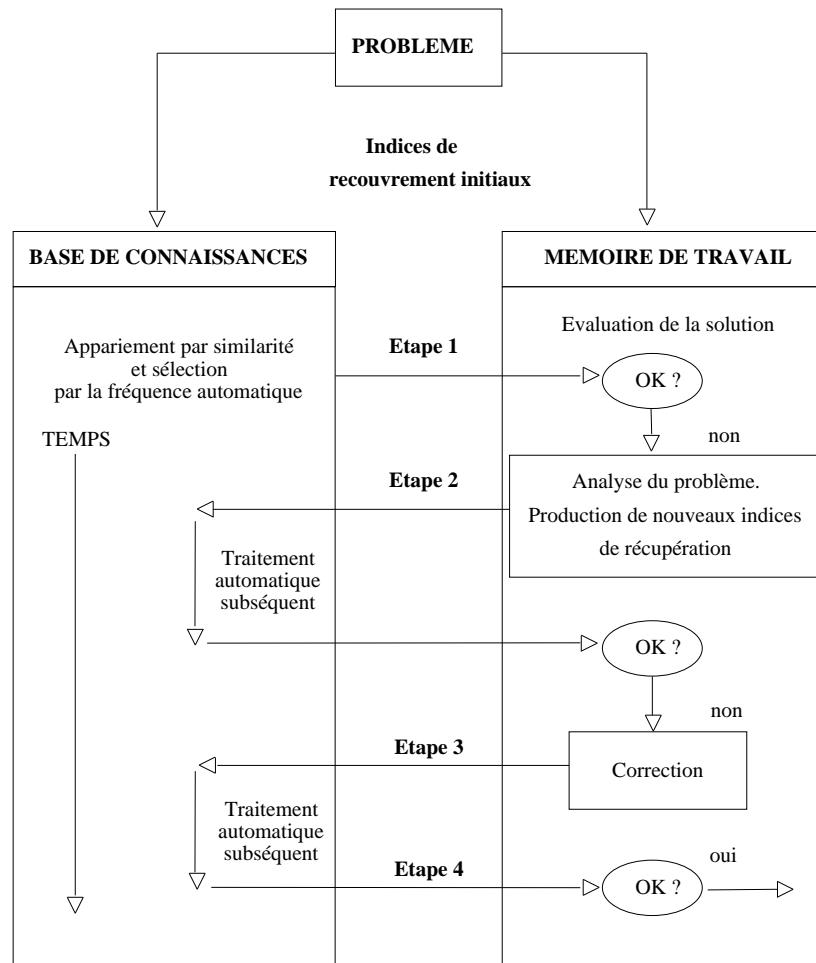 PROBLEME
Indices de
recouvrement initiaux
BASE DE CONNAISSANCES
MEMOIRE DE TRAVAIL
Evaluation de la solution
Appariement par similarité
et sélection
par la fréquence automatique
Etape 1
OK ?
non
TEMPS
Etape 2
Analyse du problème.
Production de nouveaux indices
de récupération
Traitement
automatique
subséquent
OK ?
non
Etape 3
Correction
Traitement
automatique
subséquent
Etape 4
OK ?
oui